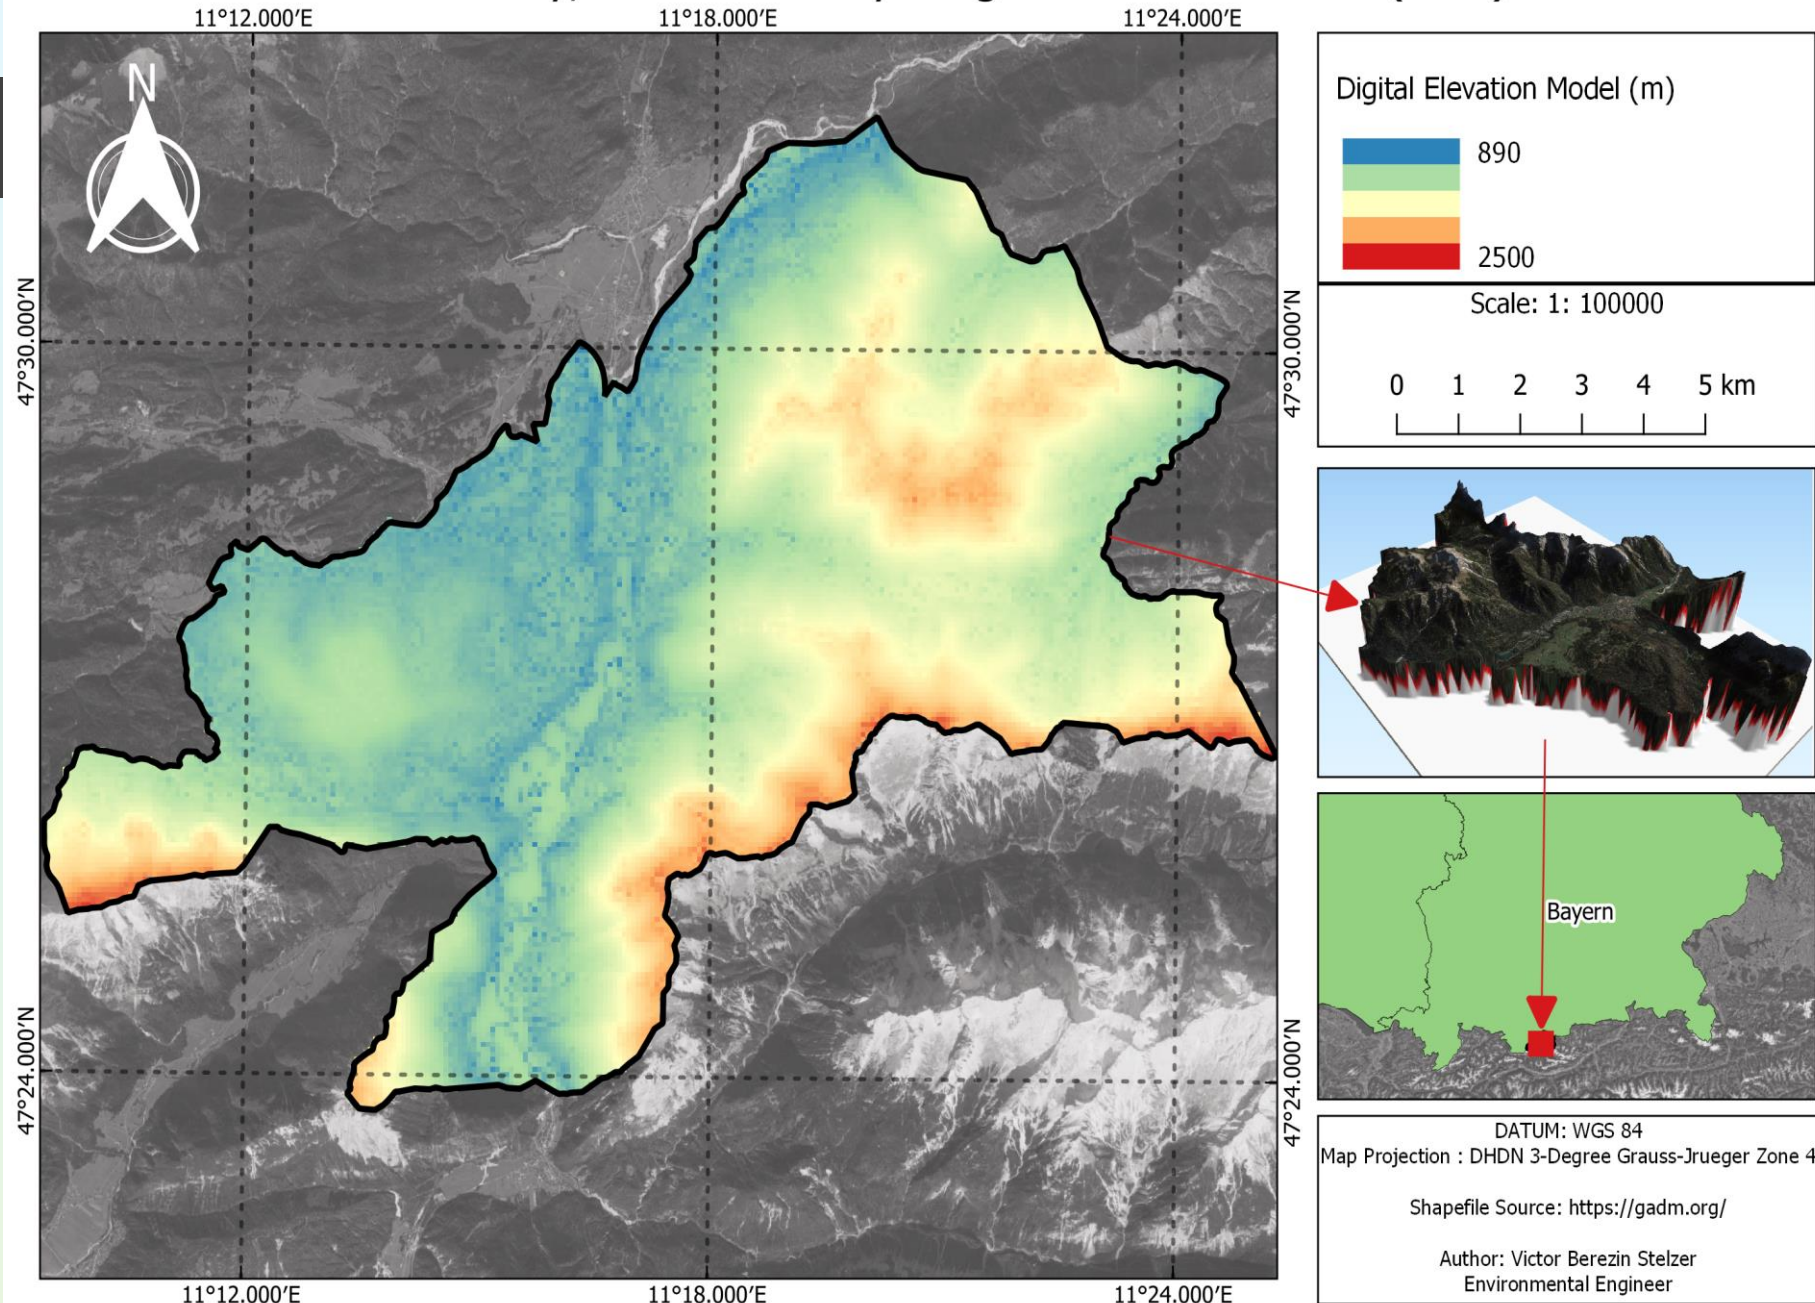 11°12.000′E
11°18.000′E
11°24.000′E
N
47°30.000′N
47°30.000′N
47°24.000′N
47°24.000′N
11°12.000′E
11°18.000′E
11°24.000′E
Digital Elevation Model (m)
890
2500
Scale: 1: 100000
0 1 2 3 4 5 km
Bayern
DATUM: WGS 84
Map Projection : DHDN 3-Degree Grauss-Jrueger Zone 4
Shapefile Source: https://gadm.org/
Author: Victor Berezin Stelzer
Environmental Engineer